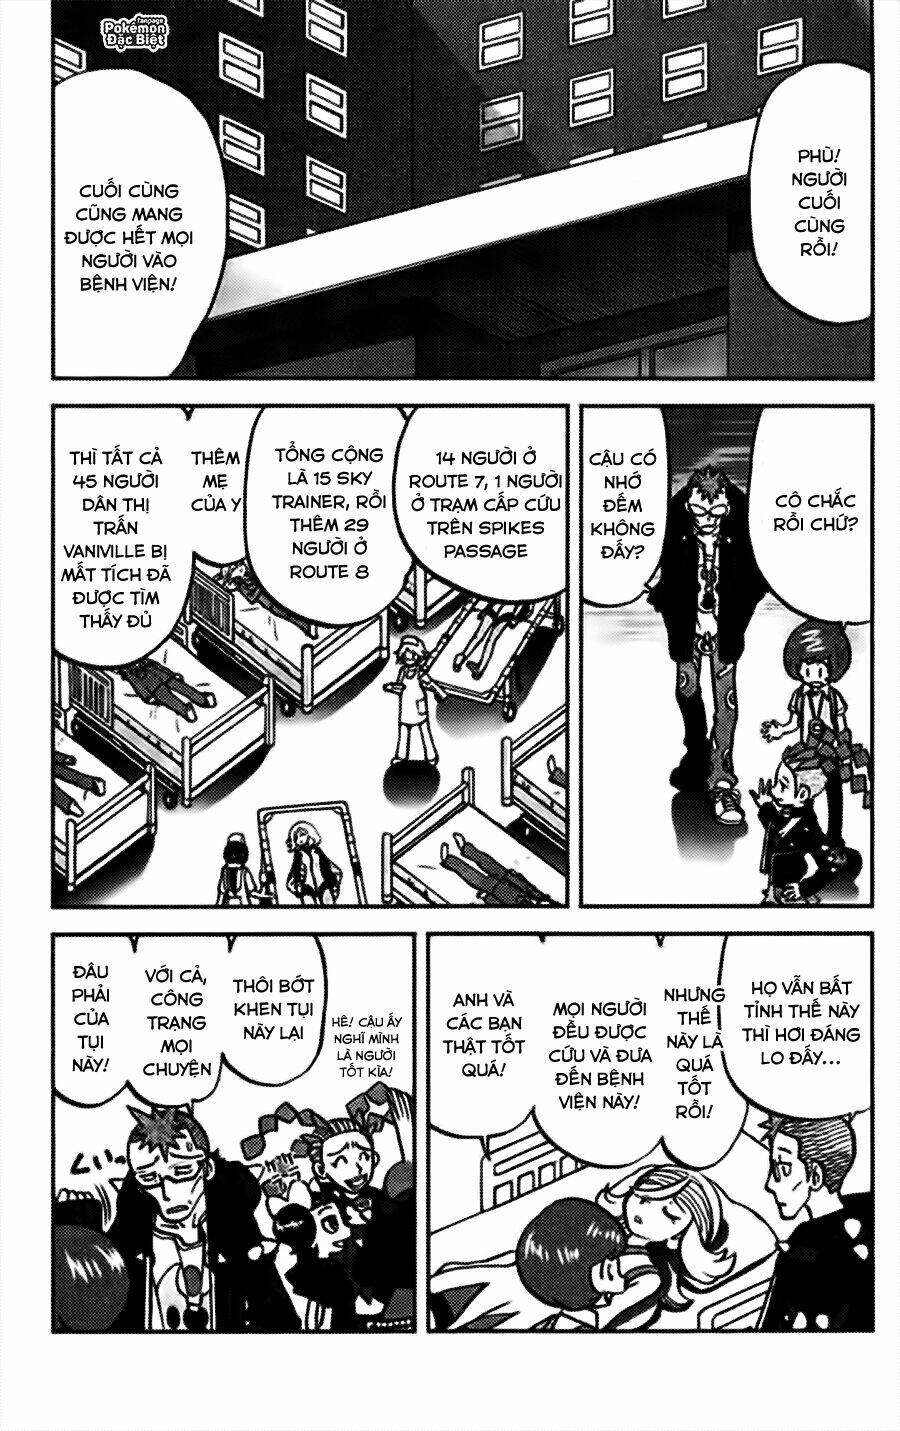 fanpage
Pokémon
Đặc Biệt
PHÙ!
NGƯỜI
CUỐI
CÙNG
RỒI!
CUỐI CÙNG
CŨNG MANG
ĐƯỢC HẾT MỌI
NGƯỜI VÀO
BỆNH VIỆN!
CÔ CHẮC
RỒI CHỨ?
CẬU CÓ
NHỚ
ĐẾM
KHÔNG
ĐẤY?
14 NGƯỜI Ở
ROUTE 7, 1 NGƯỜI
Ở TRẠM CẤP CỨU
TRÊN SPIKES
PASSAGE
TỔNG CỘNG
LÀ 15 SKY
TRAINER, RỒI
THÊM 29
NGƯỜI Ở
ROUTE 8
THÊM
MẸ
CỦA Y
THÌ TẤT CẢ
45 NGƯỜI
DÂN THỊ
TRẤN
VANIVILLE BỊ
MẤT TÍCH ĐÃ
ĐƯỢC TÌM
THẤY ĐỦ
HỌ VẪN BẤT
TỈNH THẾ NÀY
THÌ HƠI ĐÁNG
LO ĐẤY...
NHƯNG
THẾ
NÀY LÀ
QUÁ
TỐT
RỒI!
MỌI NGƯỜI
ĐỀU ĐƯỢC
CỨU VÀ ĐƯA
ĐẾN BỆNH
VIỆN NÀY!
ANH VÀ
CÁC BẠN
THẬT TỐT
QUÁ!
HÊ! CẬU ẤY
NGHĨ MÌNH
LÀ NGƯỜI
TỐT KÌA!
THÔI BỚT
KHEN TỤI
NÀY LẠI
VỚI CẢ,
CÔNG
TRẠNG
MỌI
CHUYỆN
ĐÂU
PHẢI
CỦA
TỤI
NÀY!